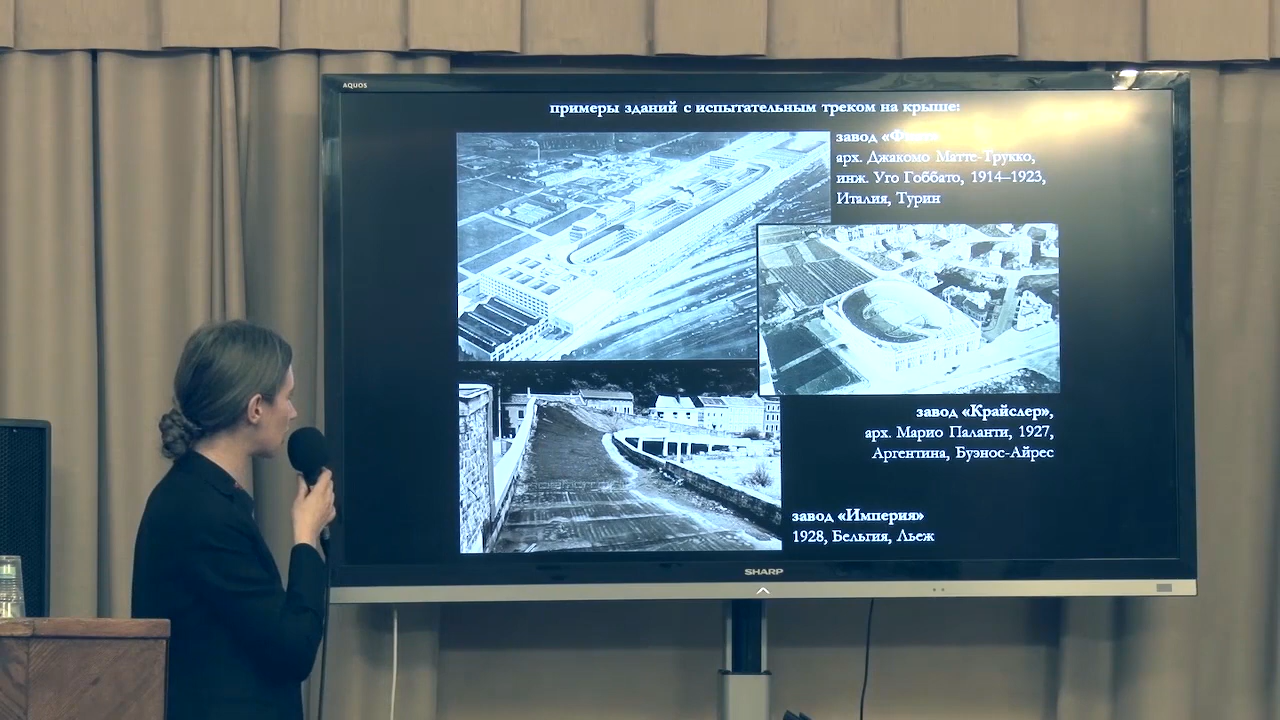 AQUOS
примеры зданий с испытательным треком на крыше:
завод «Фиат»
арх. Джакомо Матте-Трукко,
инж. Уго Гоббато, 1914–1923,
Италия, Турин
завод «Крайслер»,
арх. Марио Паланти, 1927,
Аргентина, Буэнос-Айрес
завод «Империя»
1928, Бельгия, Льеж
SHARP